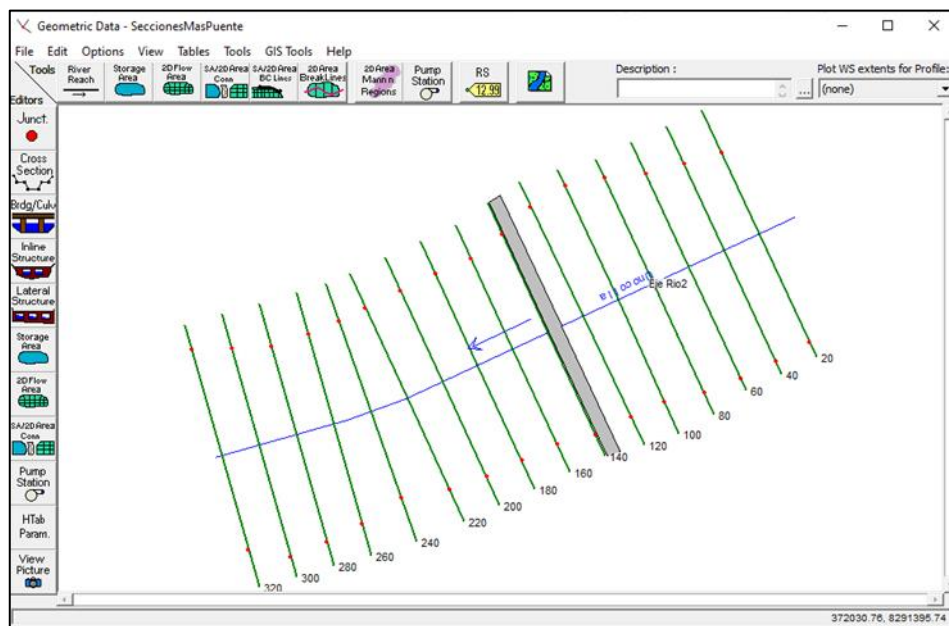 Geometric Data - SeccionesMasPuente
File Edit Options View Tables Tools GIS Tools Help
Tools
Editors
River Reach
Storage Area
2D Flow Area
SA/2D Area Conn
SA/2D Area BC Lines
2D Area BreakLines
2D Area Mann n Regions
Pump Station
RS
12.99
Description :
...
Plot WS extents for Profile:
(none)
Junct.
Cross Section
Brdg/Culv
Inline Structure
Lateral Structure
Storage Area
2D Flow Area
SA/2D Area Conn
Pump Station
HTab Param.
View Picture
Eje Rio2
20
40
60
80
100
120
140
160
180
200
220
240
260
280
300
320
372030.76, 8291395.74